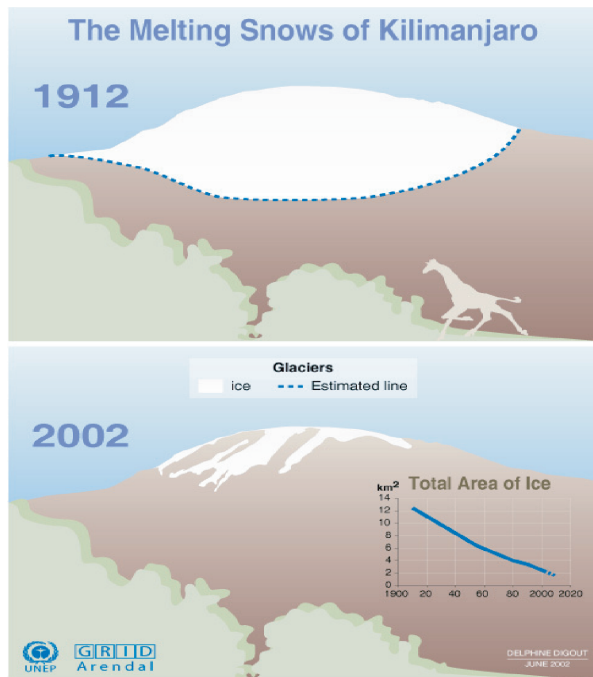 The Melting Snows of Kilimanjaro
1912
Glaciers
ice
Estimated line
2002
km2
Total Area of Ice
14
12
10
8
6
4
2
0
1900 20 40 60 80 2000 2020
UNEP
GRID
Arendal
DELPHINE DIGOUT
JUNE 2002